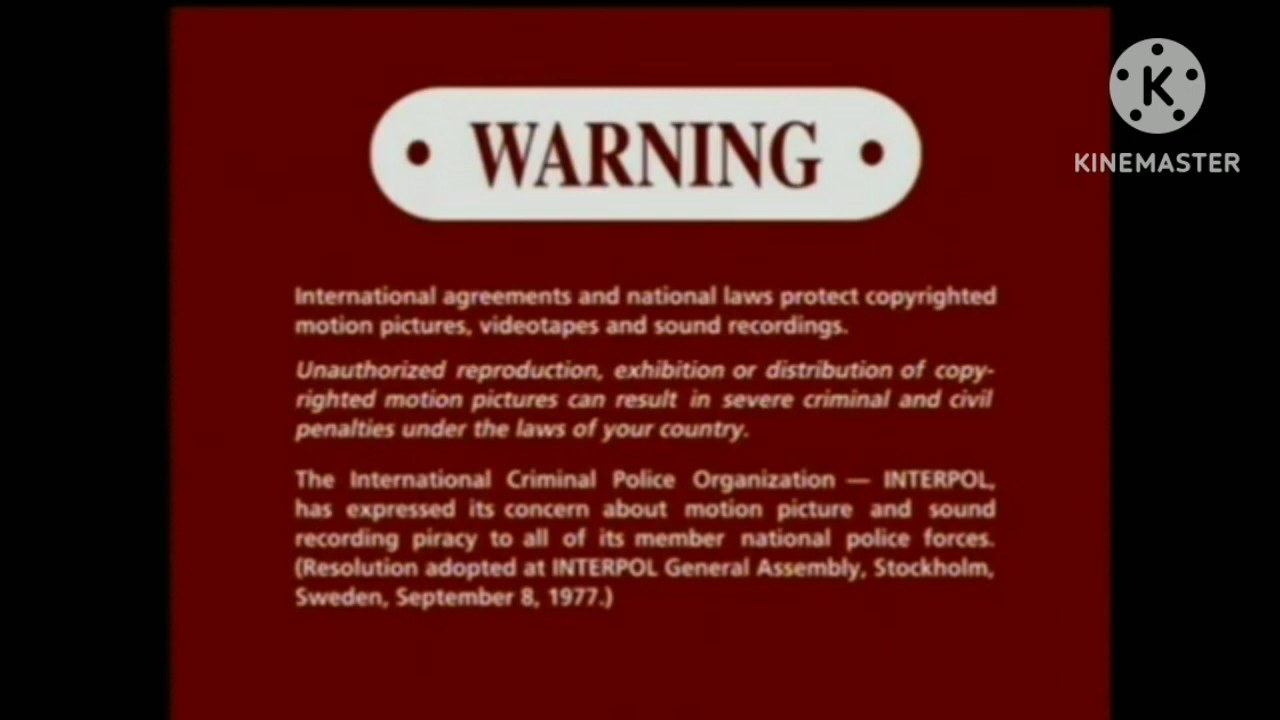 WARNING
K
KINEMASTER
International agreements and national laws protect copyrighted
motion pictures, videotapes and sound recordings.
Unauthorized reproduction, exhibition or distribution of copy-
righted motion pictures can result in severe criminal and civil
penalties under the laws of your country.
The International Criminal Police Organization — INTERPOL,
has expressed its concern about motion picture and sound
recording piracy to all of its member national police forces.
(Resolution adopted at INTERPOL General Assembly, Stockholm,
Sweden, September 8, 1977.)